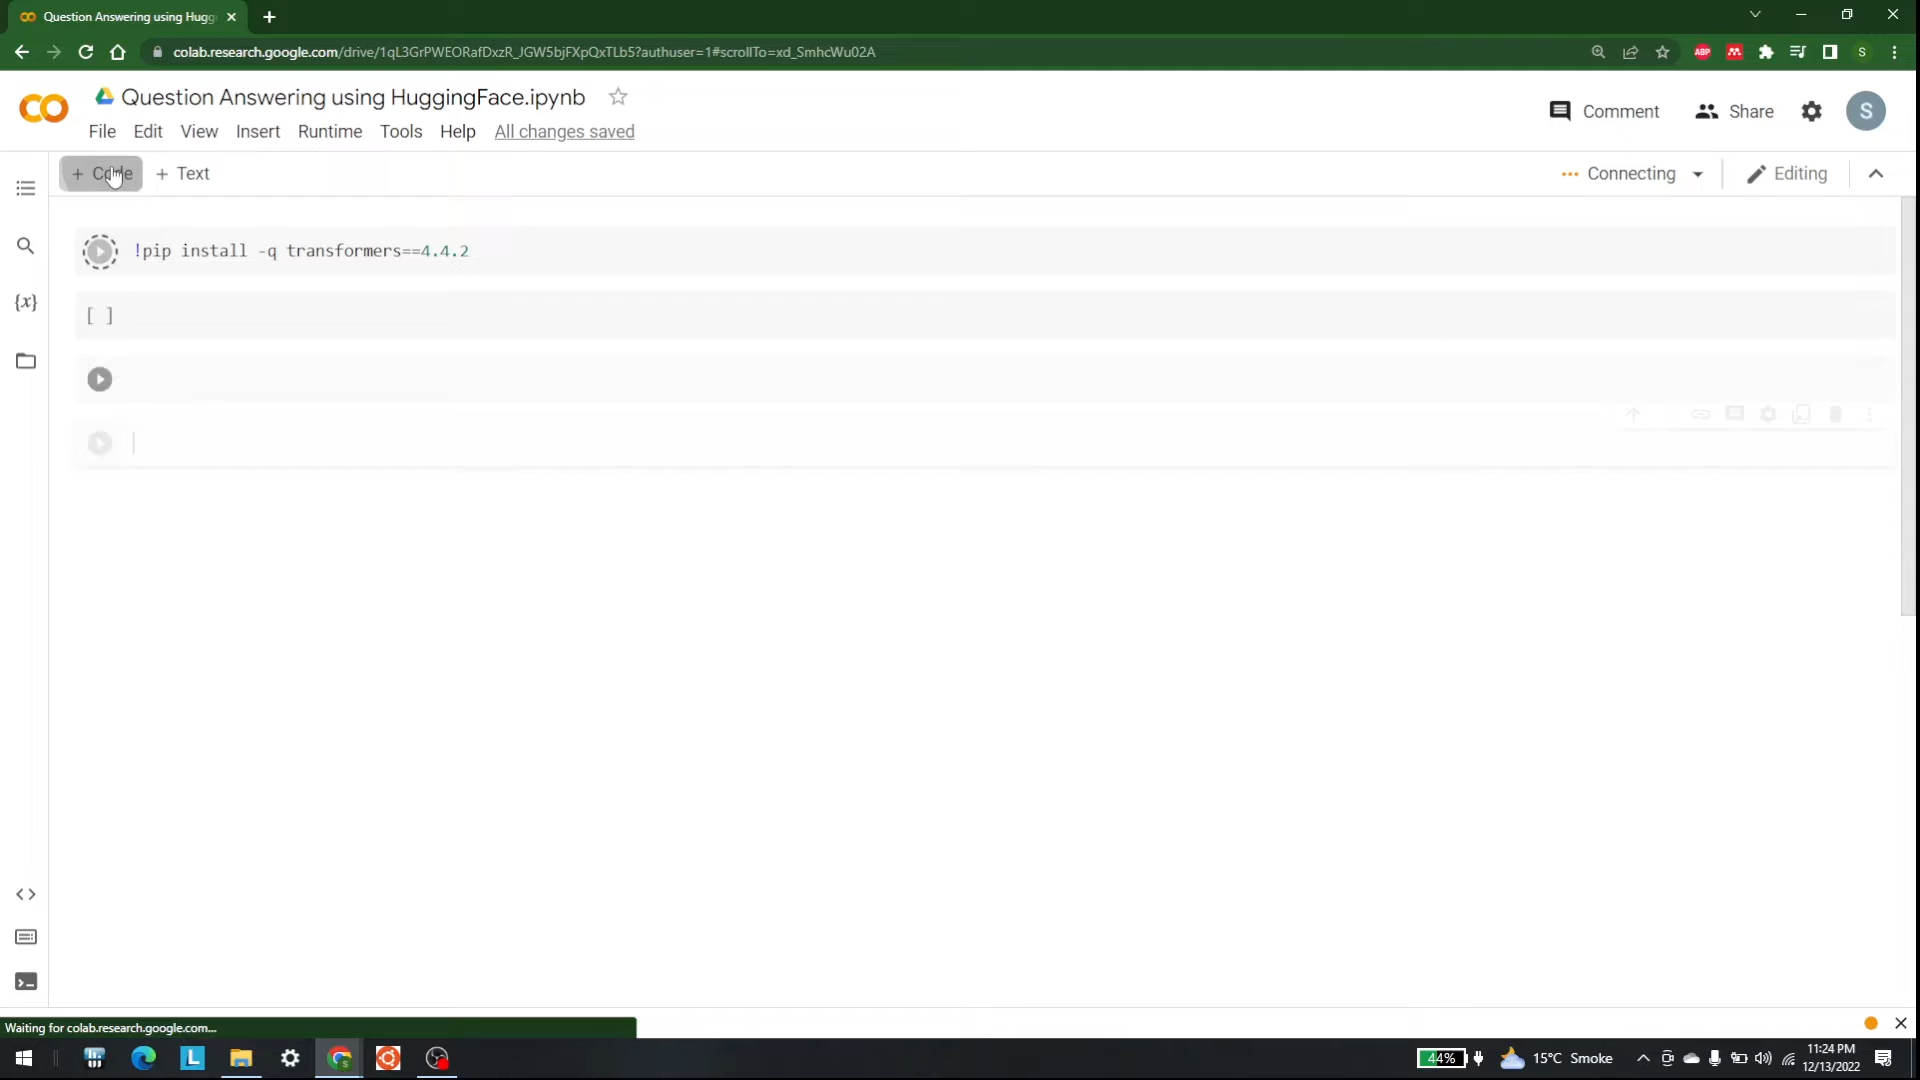 Question Answering using Huggi
colab.research.google.com/drive/1qL3GrPWEORafDxzR_JGW5bjFXpQxTLb5?authuser=1#scrollTo=xd_SmhcWu02A
ABP
S
Question Answering using HuggingFace.ipynb
Comment
Share
S
File Edit View Insert Runtime Tools Help All changes saved
+ Code + Text
Connecting
Editing
!pip install -q transformers==4.4.2
{x}
[ ]
Waiting for colab.research.google.com...
L
44%
15°C Smoke
11:24 PM
12/13/2022